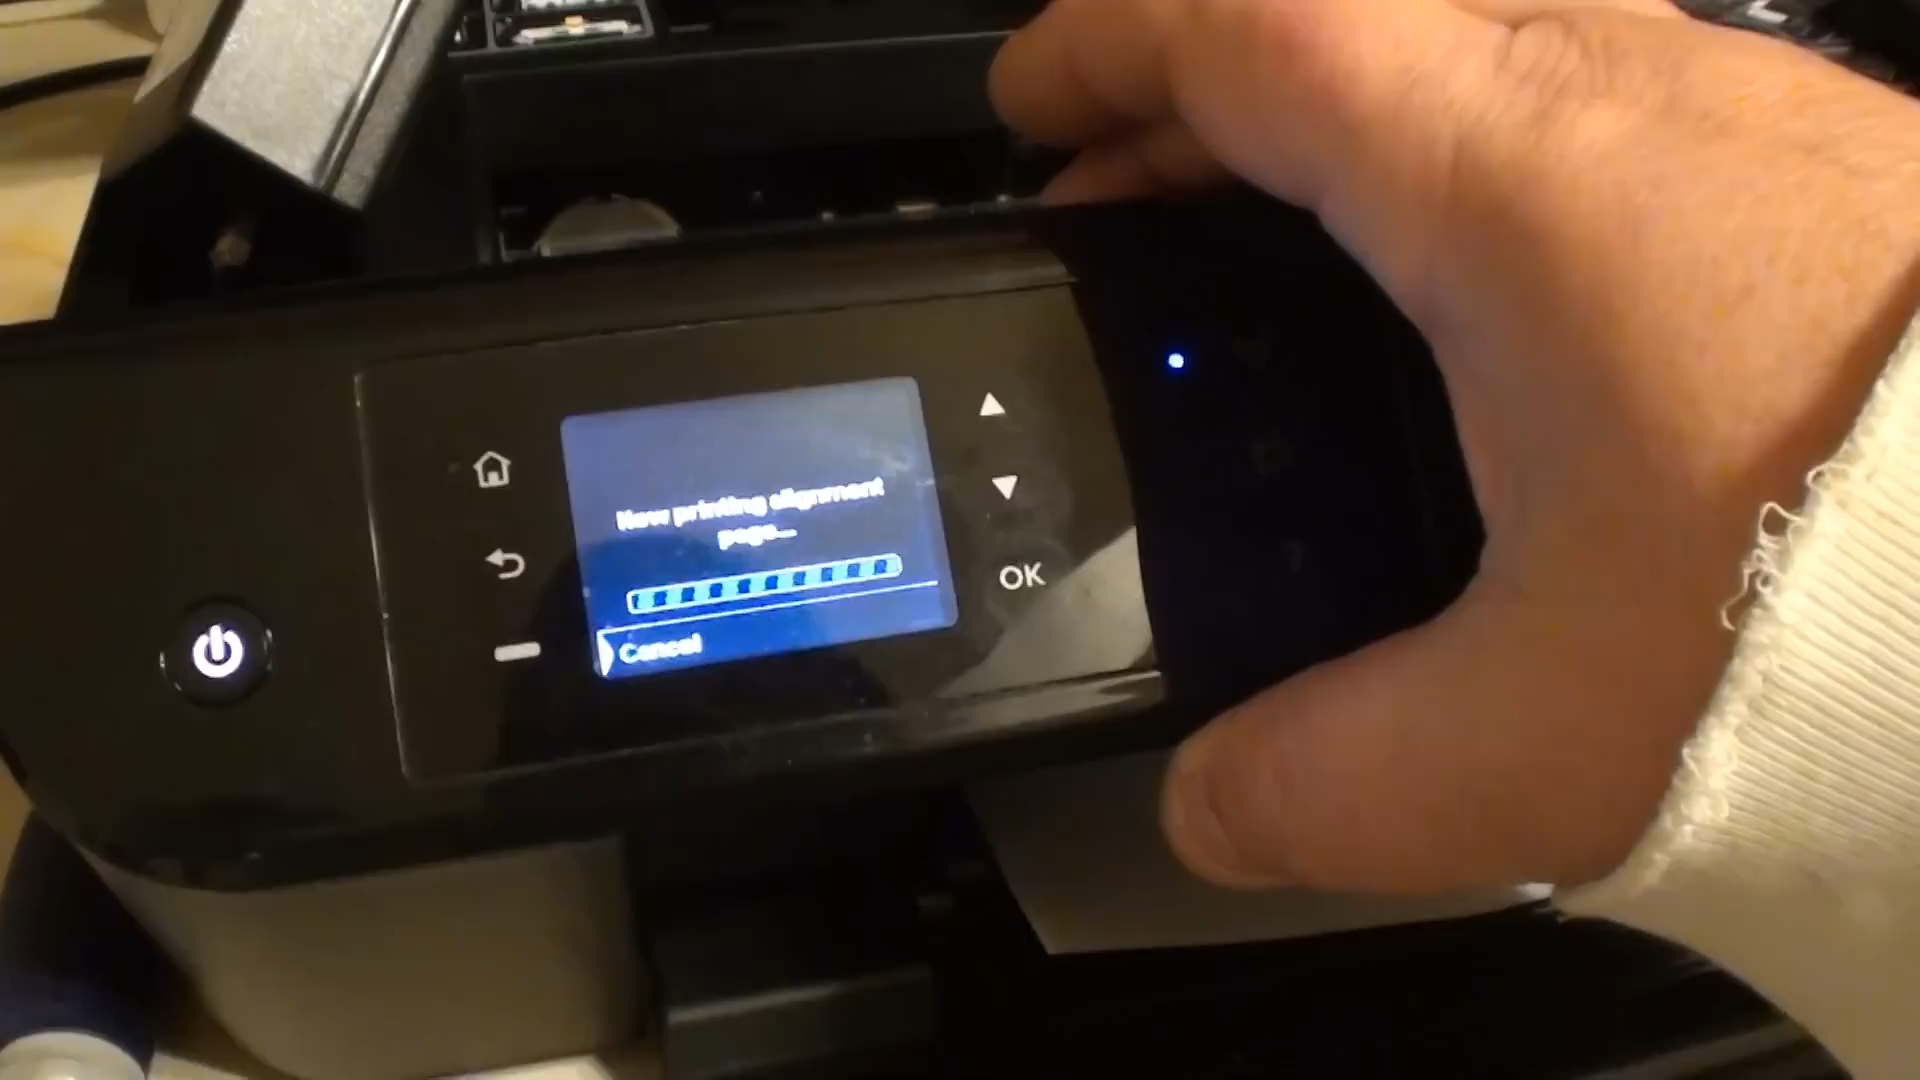 Now printing alignment
page...
OK
Cancel